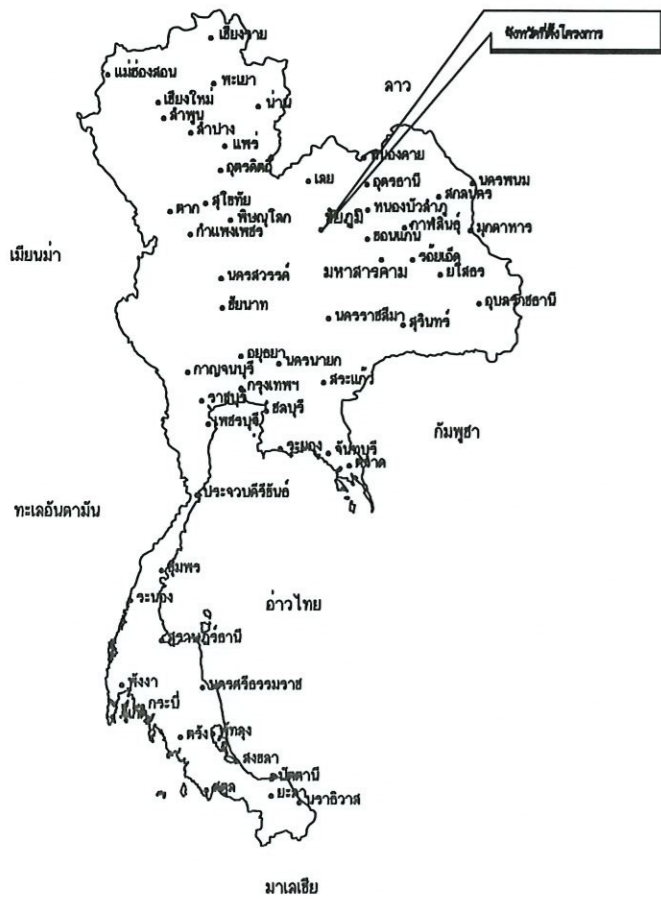 จังหวัดที่ตั้งโครงการ
เชียงราย
แม่ฮ่องสอน
พะเยา
ลาว
เชียงใหม่
น่าน
ลำพูน
ลำปาง
แพร่
หนองคาย
อุตรดิตถ์
เลย
อุดรธานี
นครพนม
สกลนคร
สุโขทัย
ตาก
หนองบัวลำภู
พิษณุโลก
ชัยภูมิ
กาฬสินธุ์
มุกดาหาร
กำแพงเพชร
ขอนแก่น
เมียนม่า
มหาสารคาม
ร้อยเอ็ด
ยโสธร
นครสวรรค์
อุบลราชธานี
ชัยนาท
นครราชสีมา
สุรินทร์
อยุธยา
นครนายก
กาญจนบุรี
สระแก้ว
กรุงเทพฯ
ราชบุรี
ชลบุรี
เพชรบุรี
กัมพูชา
ระยอง
จันทบุรี
ตราด
ประจวบคีรีขันธ์
ทะเลอันดามัน
ชุมพร
ระนอง
อ่าวไทย
สุราษฎร์ธานี
พังงา
นครศรีธรรมราช
กระบี่
ตรัง
พัทลุง
สงขลา
ปัตตานี
สตูล
ยะลา
นราธิวาส
มาเลเซีย